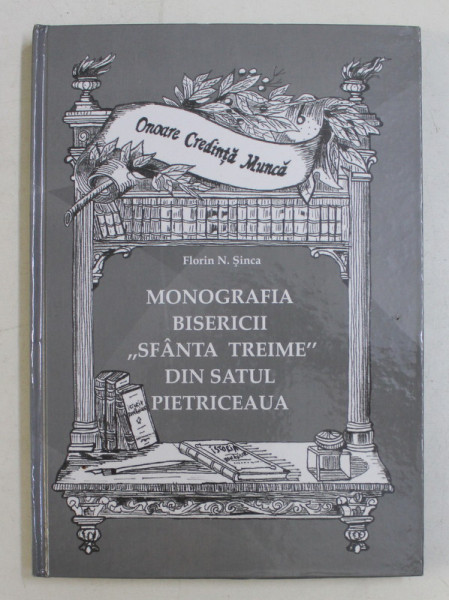 Onoare Credință Muncă
Florin N. Șinca
MONOGRAFIA
BISERICII
„SFÂNTA TREIME"
DIN SATUL
PIETRICEAUA